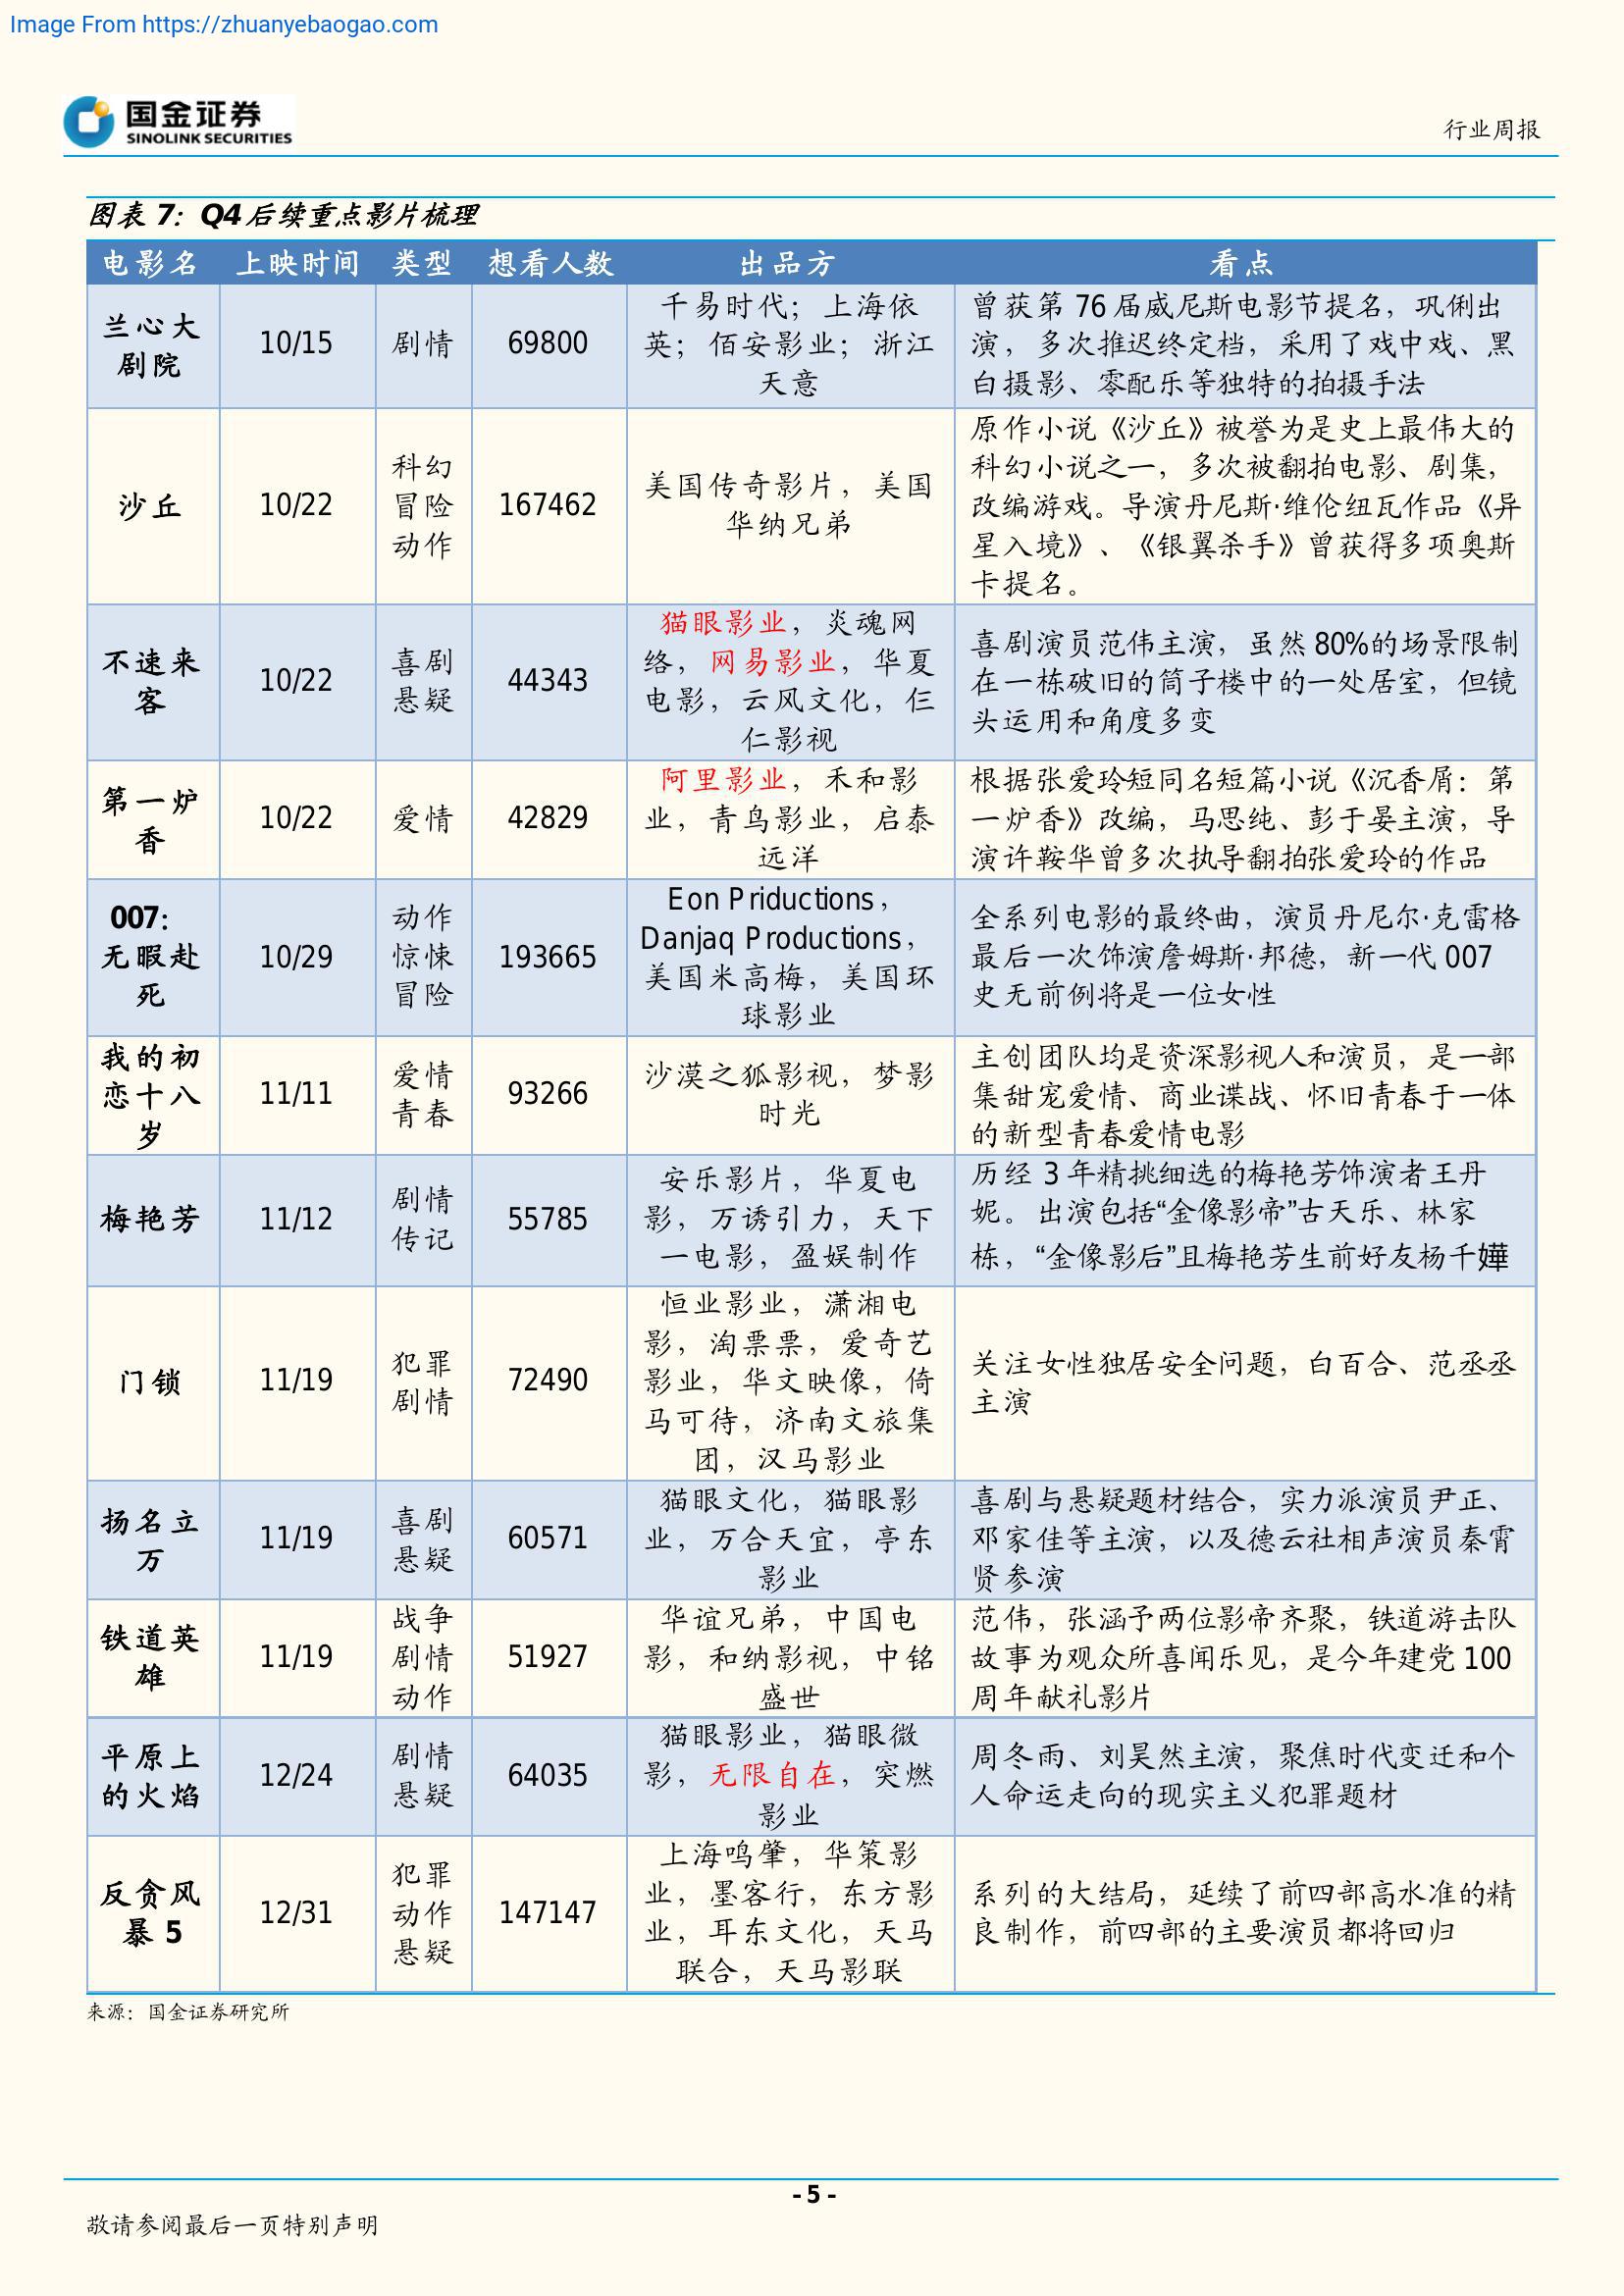 Image From https://zhuanyebaogao.com
国金证券
SINOLINK SECURITIES
行业周报
图表 7：Q4 后续重点影片梳理
电影名 上映时间 类型 想看人数 出品方 看点
兰心大
剧院
10/15
剧情
69800
千易时代；上海依
英；佰安影业；浙江
天意
曾获第 76 届威尼斯电影节提名，巩俐出
演，多次推迟终定档，采用了戏中戏、黑
白摄影、零配乐等独特的拍摄手法
沙丘
10/22
科幻
冒险
动作
167462
美国传奇影片，美国
华纳兄弟
原作小说《沙丘》被誉为是史上最伟大的
科幻小说之一，多次被翻拍电影、剧集，
改编游戏。导演丹尼斯·维伦纽瓦作品《异
星入境》、《银翼杀手》曾获得多项奥斯
卡提名。
不速来
客
10/22
喜剧
悬疑
44343
猫眼影业，炎魂网
络，网易影业，华夏
电影，云风文化，仨
仁影视
喜剧演员范伟主演，虽然 80%的场景限制
在一栋破旧的筒子楼中的一处居室，但镜
头运用和角度多变
第一炉
香
10/22
爱情
42829
阿里影业，禾和影
业，青鸟影业，启泰
远洋
根据张爱玲短同名短篇小说《沉香屑：第
一炉香》改编，马思纯、彭于晏主演，导
演许鞍华曾多次执导翻拍张爱玲的作品
007：
无暇赴
死
10/29
动作
惊悚
冒险
193665
Eon Priductions，
Danjaq Productions，
美国米高梅，美国环
球影业
全系列电影的最终曲，演员丹尼尔·克雷格
最后一次饰演詹姆斯·邦德，新一代 007
史无前例将是一位女性
我的初
恋十八
岁
11/11
爱情
青春
93266
沙漠之狐影视，梦影
时光
主创团队均是资深影视人和演员，是一部
集甜宠爱情、商业谍战、怀旧青春于一体
的新型青春爱情电影
梅艳芳
11/12
剧情
传记
55785
安乐影片，华夏电
影，万诱引力，天下
一电影，盈娱制作
历经 3 年精挑细选的梅艳芳饰演者王丹
妮。出演包括“金像影帝”古天乐、林家
栋，“金像影后”且梅艳芳生前好友杨千嬅
门锁
11/19
犯罪
剧情
72490
恒业影业，潇湘电
影，淘票票，爱奇艺
影业，华文映像，倚
马可待，济南文旅集
团，汉马影业
关注女性独居安全问题，白百合、范丞丞
主演
扬名立
万
11/19
喜剧
悬疑
60571
猫眼文化，猫眼影
业，万合天宜，亭东
影业
喜剧与悬疑题材结合，实力派演员尹正、
邓家佳等主演，以及德云社相声演员秦霄
贤参演
铁道英
雄
11/19
战争
剧情
动作
51927
华谊兄弟，中国电
影，和纳影视，中铭
盛世
范伟，张涵予两位影帝齐聚，铁道游击队
故事为观众所喜闻乐见，是今年建党 100
周年献礼影片
平原上
的火焰
12/24
剧情
悬疑
64035
猫眼影业，猫眼微
影，无限自在，突燃
影业
周冬雨、刘昊然主演，聚焦时代变迁和个
人命运走向的现实主义犯罪题材
反贪风
暴 5
12/31
犯罪
动作
悬疑
147147
上海鸣肇，华策影
业，墨客行，东方影
业，耳东文化，天马
联合，天马影联
系列的大结局，延续了前四部高水准的精
良制作，前四部的主要演员都将回归
来源：国金证券研究所
- 5 -
敬请参阅最后一页特别声明